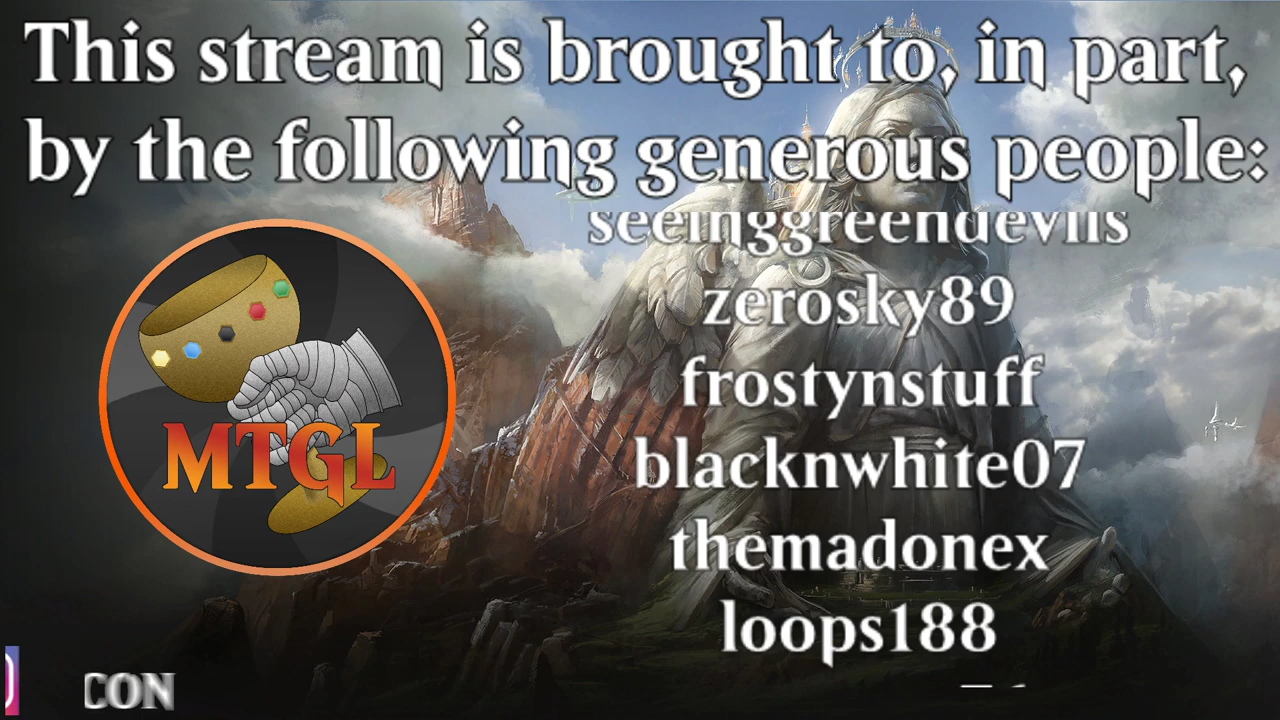 This stream is brought to, in part,
by the following generous people:
seeinggreendevils
zerosky89
frostynstuff
blacknwhite07
themadonex
loops188
MTGL
CON